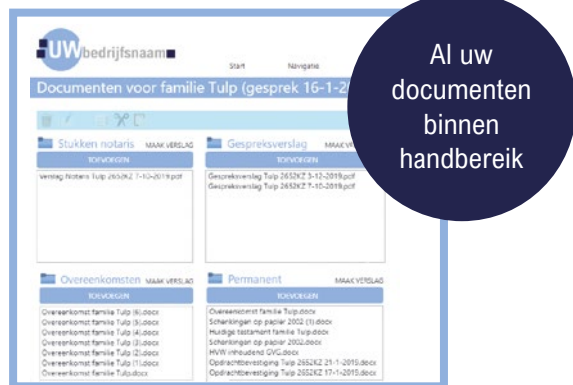 UWbedrijfsnaam
Start Navigatie
Documenten voor familie Tulp (gesprek 16-1-2
Al uw
documenten
binnen
handbereik
Stukken notaris MAAK VERSLAG
TOEVOEGEN
Verslag Notaris Tulp 2652KZ 7-10-2019.pdf
Gespreksverslag MAAK VE
TOEVOEGEN
Gespreksverslag Tulp 2652KZ 3-12-2019.pdf
Gespreksverslag Tulp 2652KZ 7-10-2019.pdf
Overeenkomsten MAAK VERSLAG
TOEVOEGEN
Overeenkomst familie Tulp (6).docx
Overeenkomst familie Tulp (5).docx
Overeenkomst familie Tulp (4).docx
Overeenkomst familie Tulp (3).docx
Overeenkomst familie Tulp (2).docx
Overeenkomst familie Tulp (1).docx
Overeenkomst familie Tulp.docx
Permanent MAAK VERSLAG
TOEVOEGEN
Overeenkomst familie Tulp.docx
Schenkingen op papier 2002 (1).docx
Huidige testament familie Tulp.docx
Schenkingen op papier 2002.docx
HVW inhoudend GVG.docx
Opdrachtbevestiging Tulp 2652KZ 21-1-2019.docx
Opdrachtbevestiging Tulp 2652KZ 17-1-2019.docx